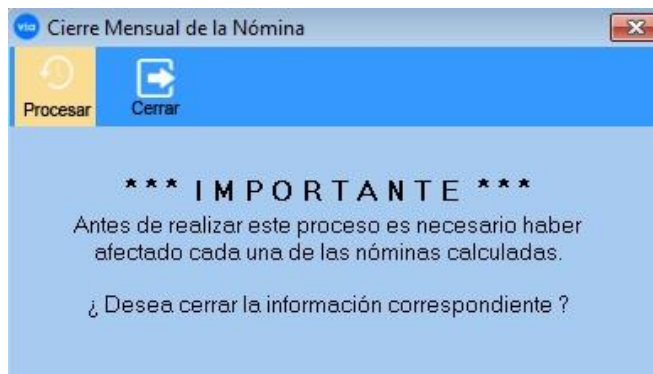 via Cierre Mensual de la Nómina
Procesar Cerrar
*** I M P O R T A N T E ***
Antes de realizar este proceso es necesario haber
afectado cada una de las nóminas calculadas.
¿ Desea cerrar la información correspondiente ?